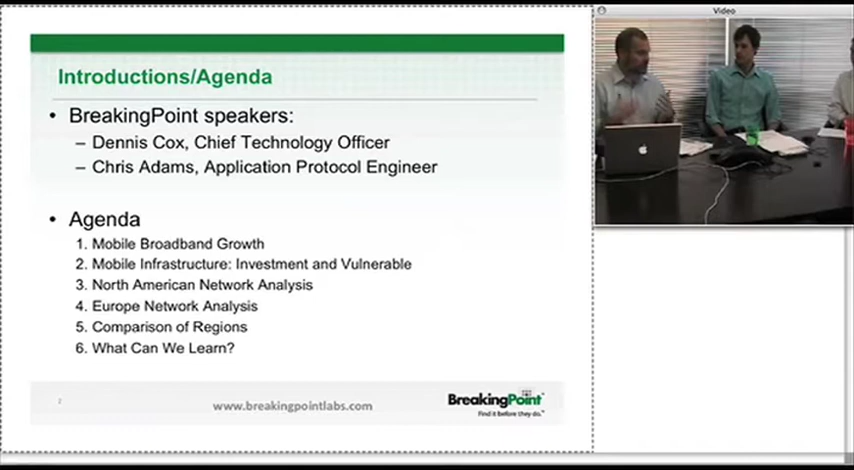 Video
Introductions/Agenda
• BreakingPoint speakers:
– Dennis Cox, Chief Technology Officer
– Chris Adams, Application Protocol Engineer
• Agenda
1. Mobile Broadband Growth
2. Mobile Infrastructure: Investment and Vulnerable
3. North American Network Analysis
4. Europe Network Analysis
5. Comparison of Regions
6. What Can We Learn?
2
www.breakingpointlabs.com
BreakingPoint
Find it before they do.™